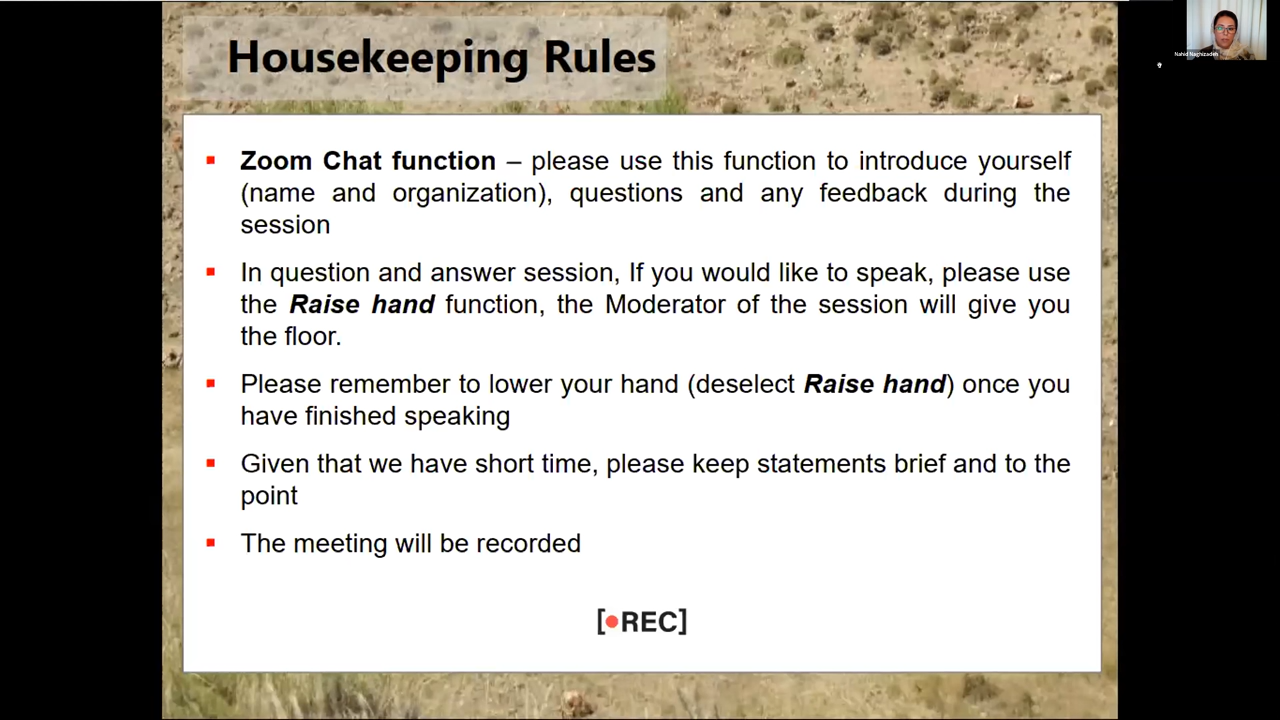 Housekeeping Rules
Nahid Naghizadeh
▪ Zoom Chat function – please use this function to introduce yourself
(name and organization), questions and any feedback during the
session
▪ In question and answer session, If you would like to speak, please use
the Raise hand function, the Moderator of the session will give you
the floor.
▪ Please remember to lower your hand (deselect Raise hand) once you
have finished speaking
▪ Given that we have short time, please keep statements brief and to the
point
▪ The meeting will be recorded
[●REC]